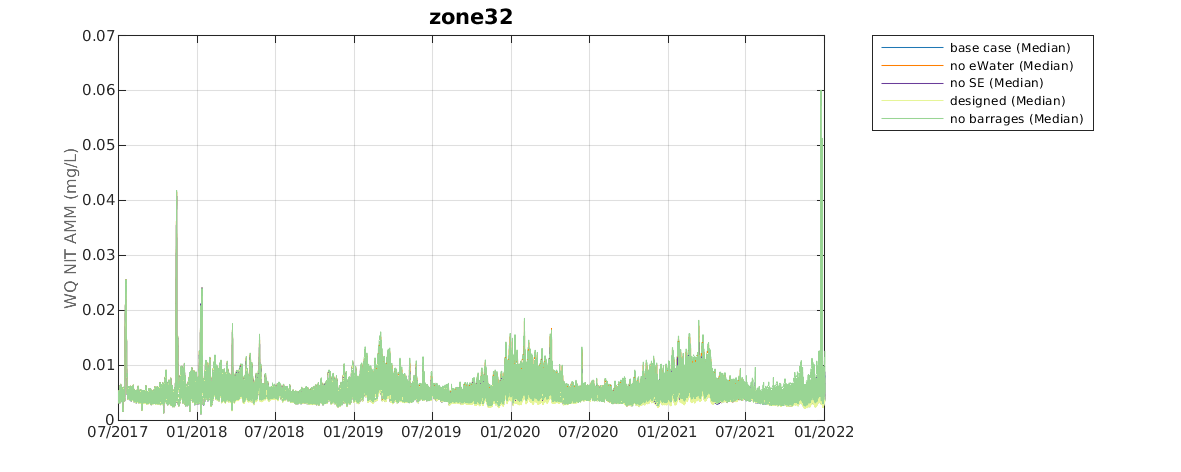 zone32
0.07
0.06
0.05
0.04
0.03
0.02
0.01
0
WQ NIT AMM (mg/L)
07/2017 01/2018 07/2018 01/2019 07/2019 01/2020 07/2020 01/2021 07/2021 01/2022
base case (Median)
no eWater (Median)
no SE (Median)
designed (Median)
no barrages (Median)